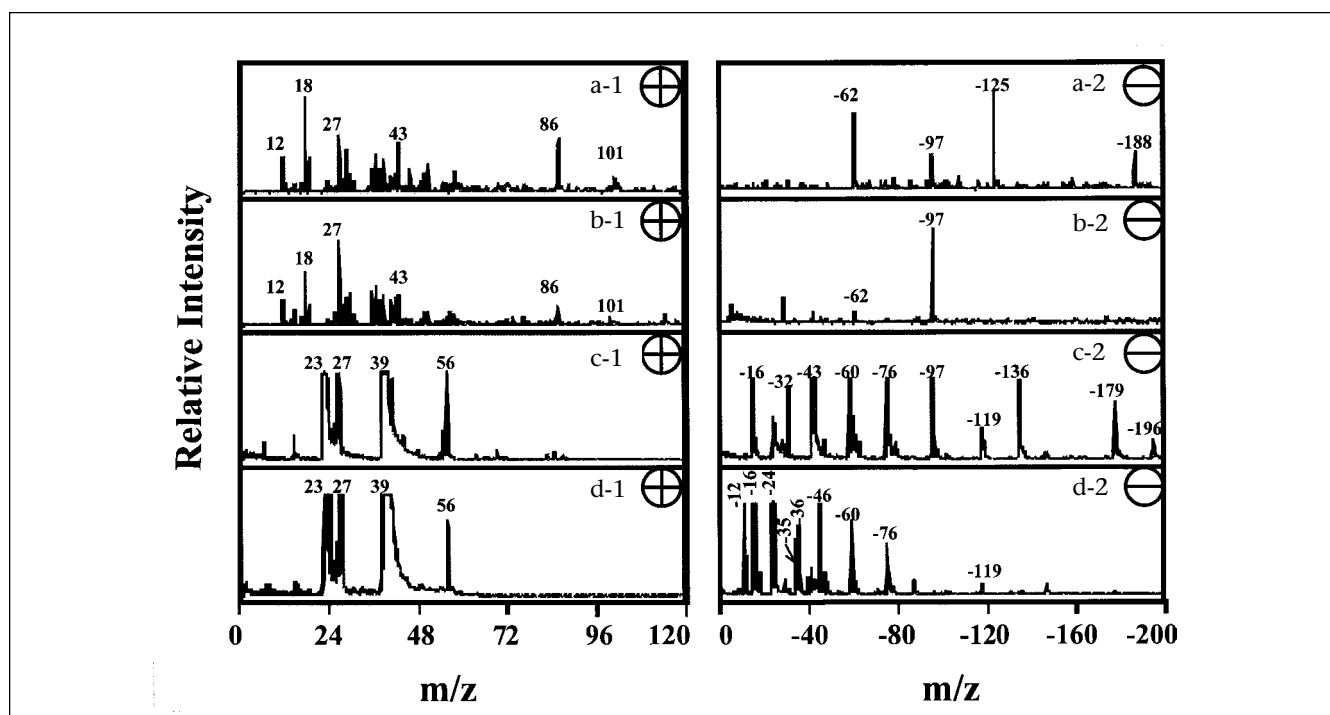 a-1
18
27
43
12
86
101
a-2
-62
-125
-97
-188
b-1
27
18
12
43
86
101
b-2
-97
-62
c-1
23 27 39 56
c-2
-16 -32 -43 -60 -76 -97 -136
-119
-179
-196
d-1
23 27 39 56
d-2
-12 -16 -24 -35 -36 -46 -60
-76
-119
Relative Intensity
0 24 48 72 96 120
0 -40 -80 -120 -160 -200
m/z
m/z